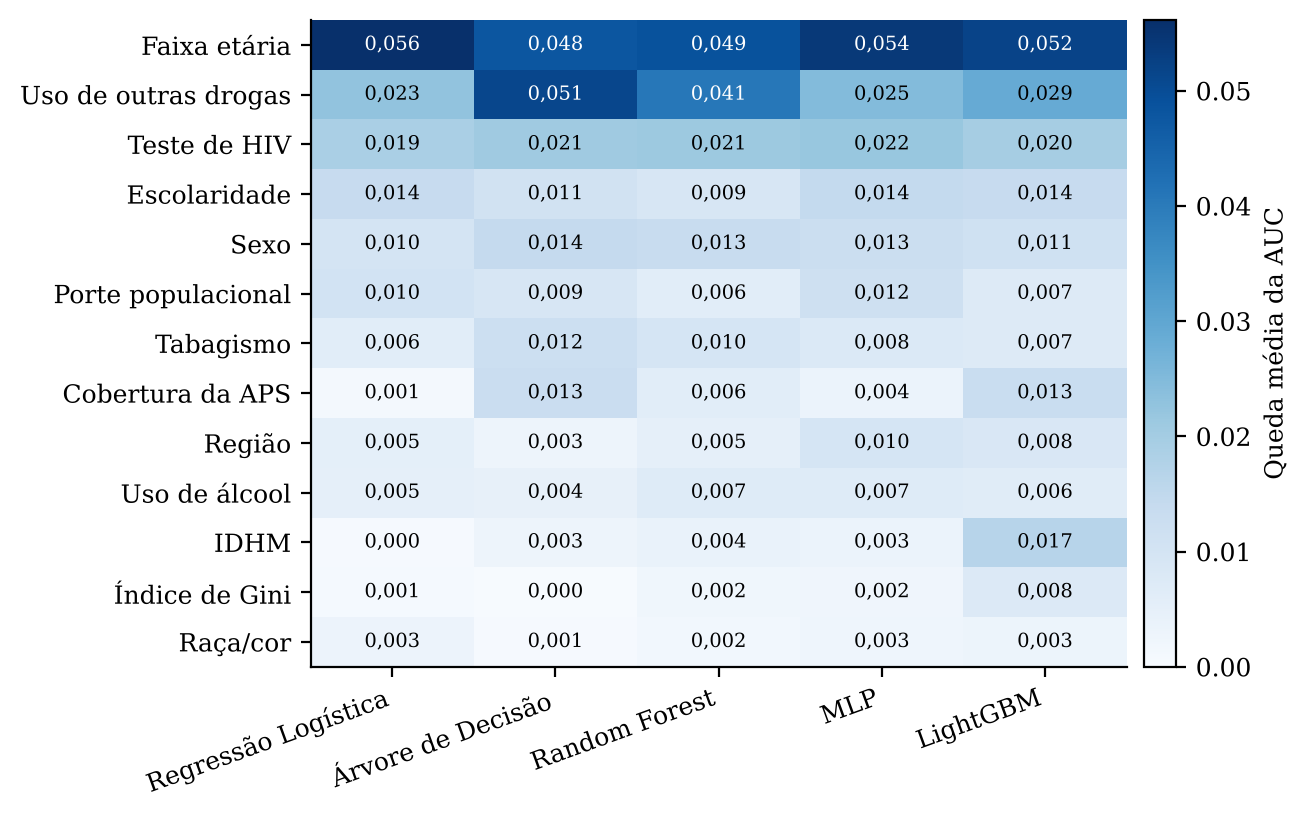 Faixa etária 0,056 0,048 0,049 0,054 0,052
Uso de outras drogas 0,023 0,051 0,041 0,025 0,029
Teste de HIV 0,019 0,021 0,021 0,022 0,020
Escolaridade 0,014 0,011 0,009 0,014 0,014
Sexo 0,010 0,014 0,013 0,013 0,011
Porte populacional 0,010 0,009 0,006 0,012 0,007
Tabagismo 0,006 0,012 0,010 0,008 0,007
Cobertura da APS 0,001 0,013 0,006 0,004 0,013
Região 0,005 0,003 0,005 0,010 0,008
Uso de álcool 0,005 0,004 0,007 0,007 0,006
IDHM 0,000 0,003 0,004 0,003 0,017
Índice de Gini 0,001 0,000 0,002 0,002 0,008
Raça/cor 0,003 0,001 0,002 0,003 0,003
Regressão Logística
Árvore de Decisão
Random Forest
MLP
LightGBM
0.05
0.04
0.03
0.02
0.01
0.00
Queda média da AUC